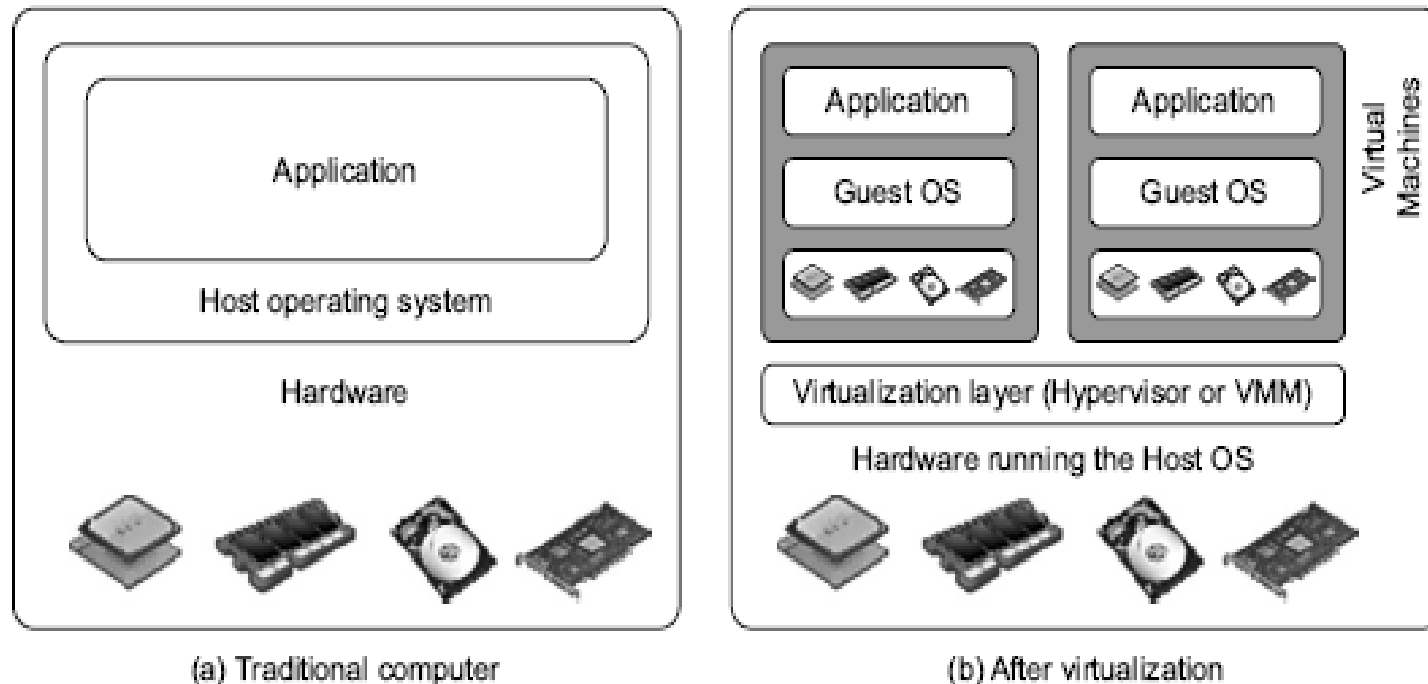 Application
Host operating system
Hardware
(a) Traditional computer
Application
Guest OS
Application
Guest OS
Virtual
Machines
Virtualization layer (Hypervisor or VMM)
Hardware running the Host OS
(b) After virtualization